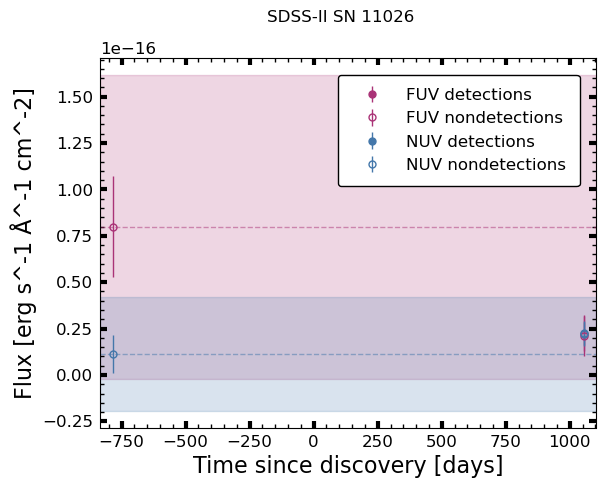 SDSS-II SN 11026
1e−16
Flux [erg s^-1 Å^-1 cm^-2]
1.50
1.25
1.00
0.75
0.50
0.25
0.00
−0.25
FUV detections
FUV nondetections
NUV detections
NUV nondetections
−750 −500 −250 0 250 500 750 1000
Time since discovery [days]